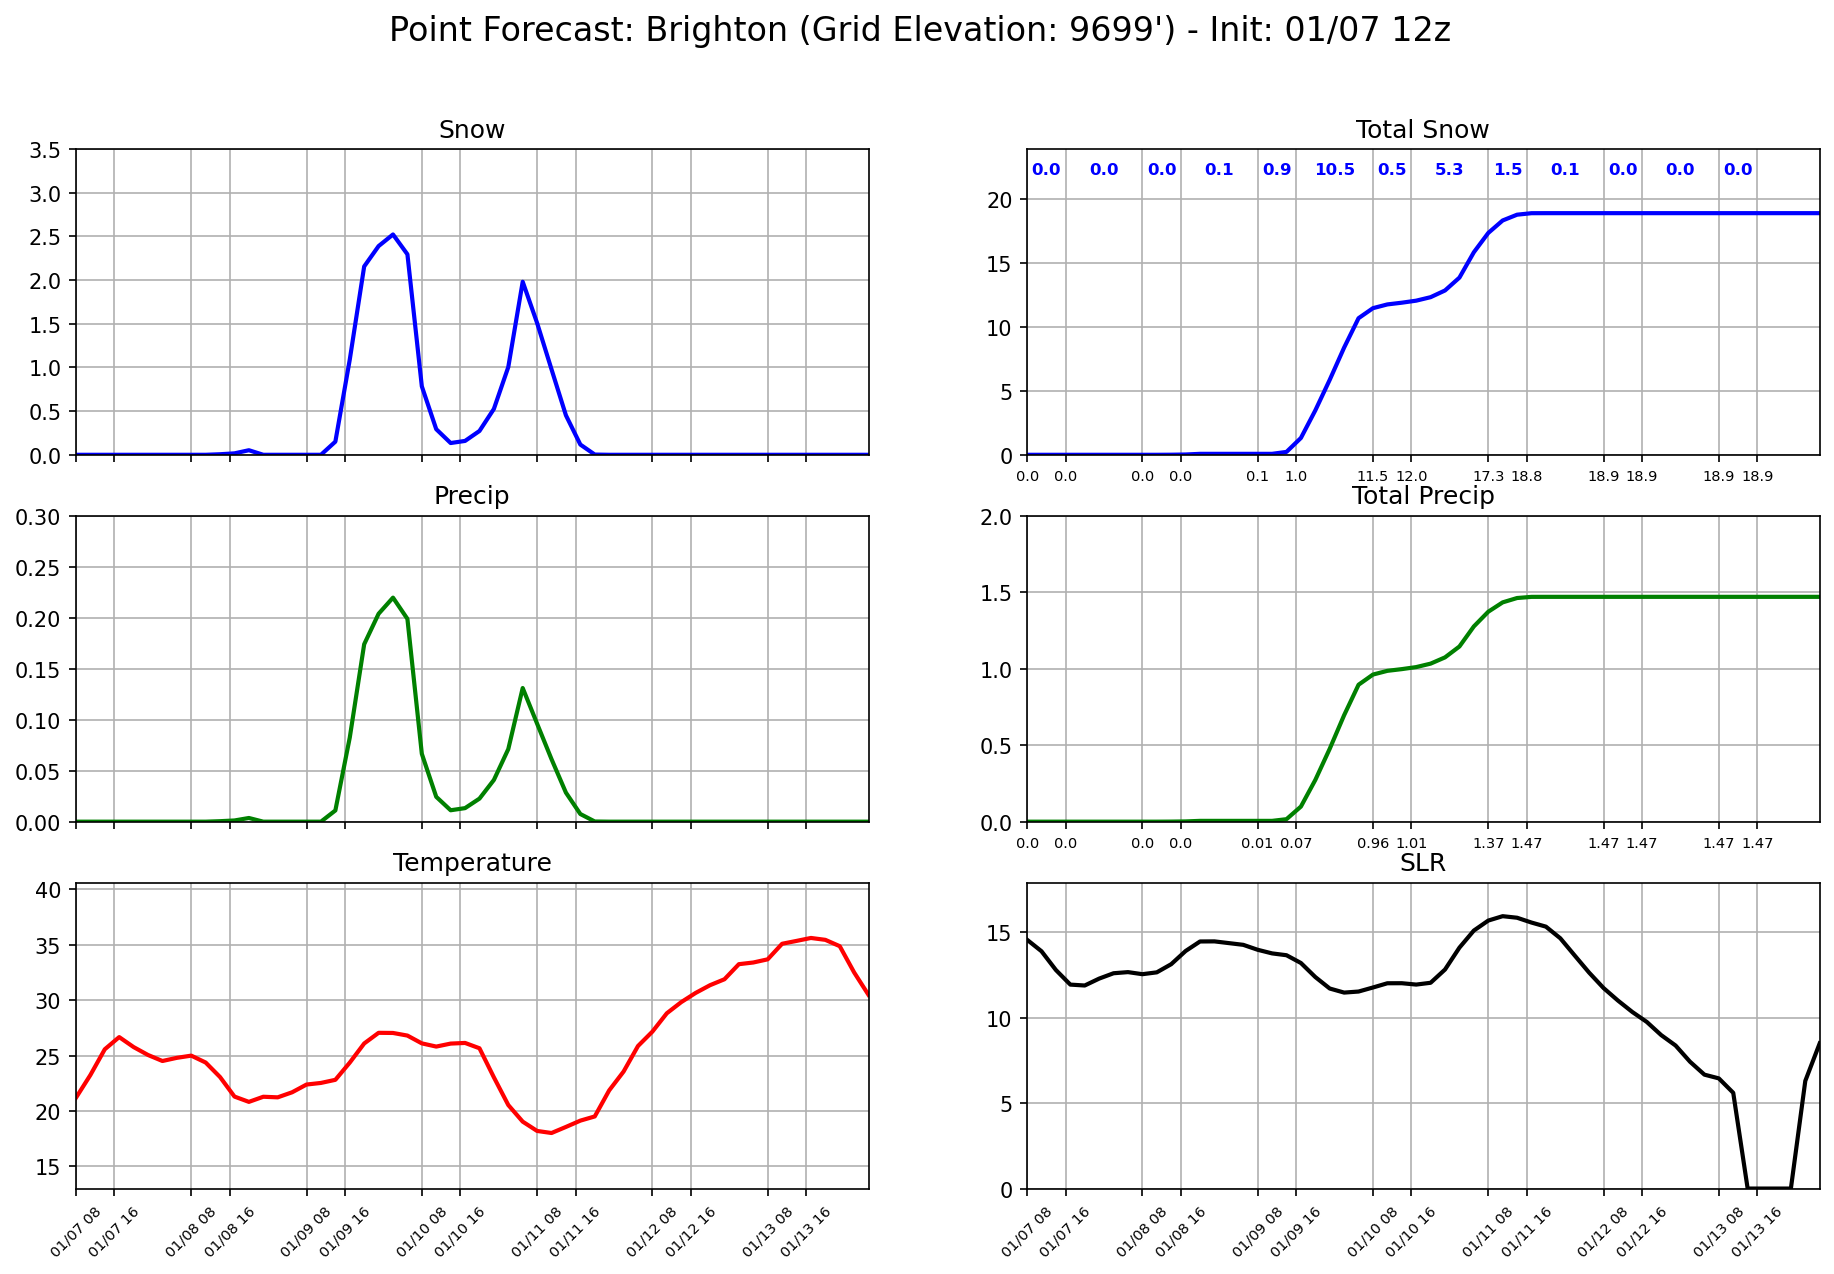 Point Forecast: Brighton (Grid Elevation: 9699') - Init: 01/07 12z
Snow
3.5
3.0
2.5
2.0
1.5
1.0
0.5
0.0
Total Snow
0.0 0.0 0.0 0.1 0.9 10.5 0.5 5.3 1.5 0.1 0.0 0.0 0.0
20
15
10
5
0
0.0 0.0 0.0 0.0 0.1 1.0 11.5 12.0 17.3 18.8 18.9 18.9 18.9 18.9
Precip
0.30
0.25
0.20
0.15
0.10
0.05
0.00
Total Precip
2.0
1.5
1.0
0.5
0.0
0.0 0.0 0.0 0.0 0.01 0.07 0.96 1.01 1.37 1.47 1.47 1.47 1.47 1.47
Temperature
40
35
30
25
20
15
01/07 08 01/07 16 01/08 08 01/08 16 01/09 08 01/09 16 01/10 08 01/10 16 01/11 08 01/11 16 01/12 08 01/12 16 01/13 08 01/13 16
SLR
15
10
5
0
01/07 08 01/07 16 01/08 08 01/08 16 01/09 08 01/09 16 01/10 08 01/10 16 01/11 08 01/11 16 01/12 08 01/12 16 01/13 08 01/13 16